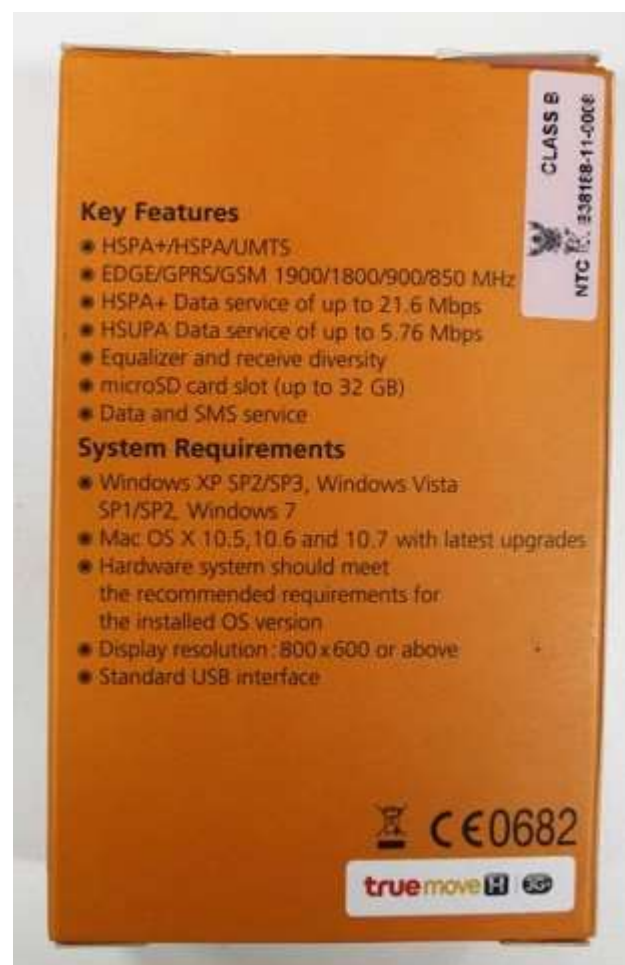 CLASS B
NTC
Key Features
HSPA+/HSPA/UMTS
EDGE/GPRS/GSM 1900/1800/900/850 MHz
HSPA+ Data service of up to 21.6 Mbps
HSUPA Data service of up to 5.76 Mbps
Equalizer and receive diversity
microSD card slot (up to 32 GB)
Data and SMS service
System Requirements
Windows XP SP2/SP3, Windows Vista
SP1/SP2, Windows 7
Mac OS X 10.5,10.6 and 10.7 with latest upgrades
Hardware system should meet
the recommended requirements for
the installed OS version
Display resolution : 800 x 600 or above
Standard USB interface
CE0682
truemove H 3G+